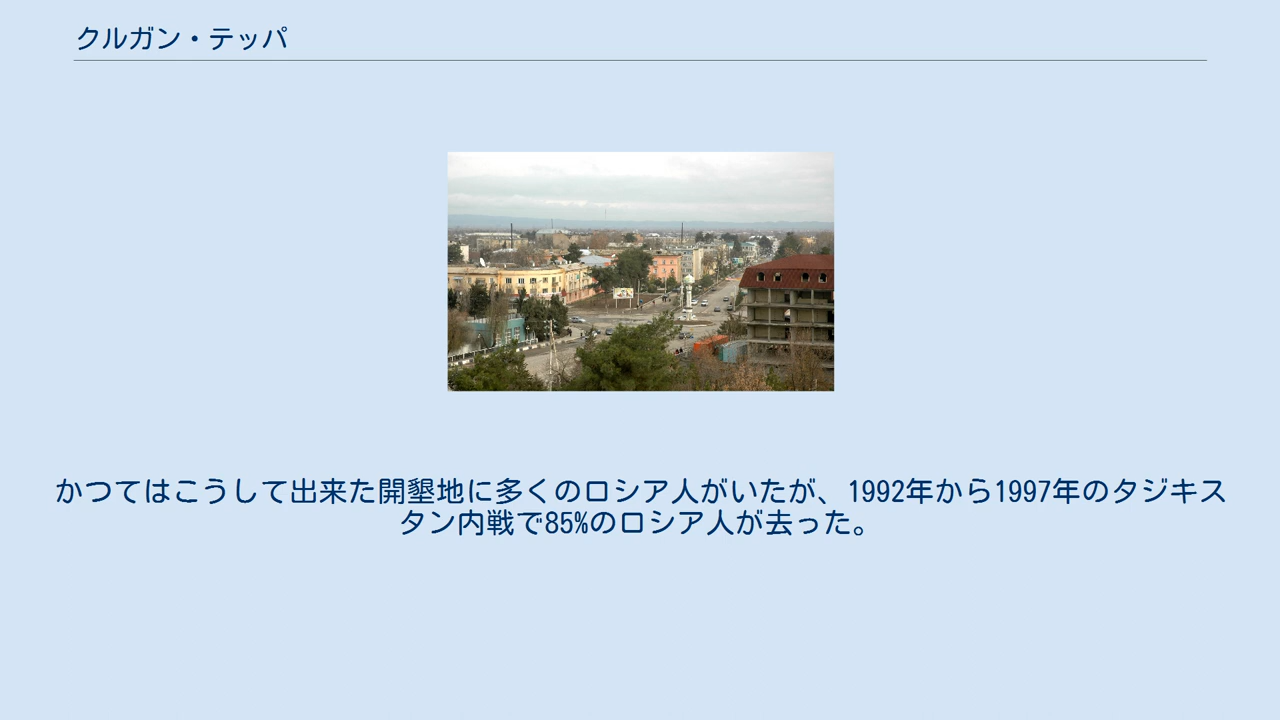 クルガン・テッパ
かつてはこうして出来た開墾地に多くのロシア人がいたが、1992年から1997年のタジキス
タン内戦で85%のロシア人が去った。